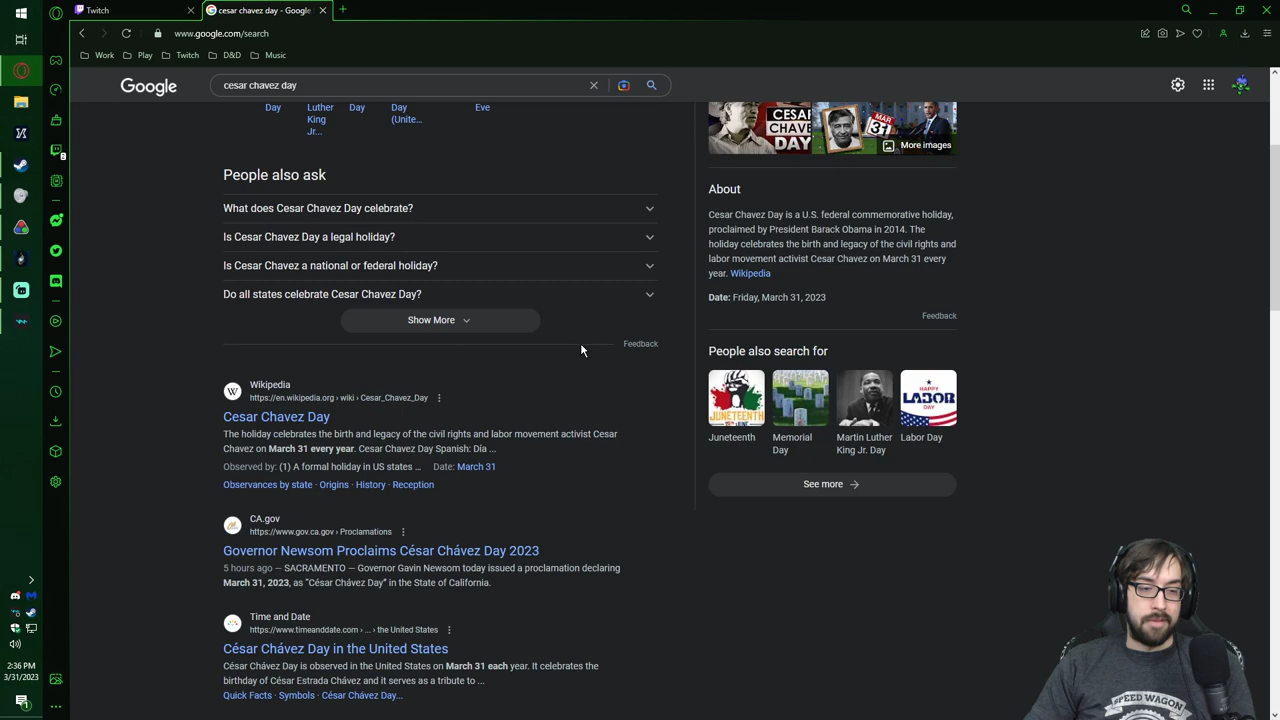 Twitch
cesar chavez day - Google
www.google.com/search
Work
Play
Twitch
D&D
Music
Google
cesar chavez day
Day
Luther
King
Jr...
Day
Day
(Unite...
Eve
People also ask
What does Cesar Chavez Day celebrate?
Is Cesar Chavez Day a legal holiday?
Is Cesar Chavez a national or federal holiday?
Do all states celebrate Cesar Chavez Day?
Show More
Feedback
Wikipedia
https://en.wikipedia.org › wiki › Cesar_Chavez_Day
Cesar Chavez Day
The holiday celebrates the birth and legacy of the civil rights and labor movement activist Cesar
Chavez on March 31 every year. Cesar Chavez Day Spanish: Día ...
Observed by: (1) A formal holiday in US states ... Date: March 31
Observances by state · Origins · History · Reception
CA.gov
https://www.gov.ca.gov › Proclamations
Governor Newsom Proclaims César Chávez Day 2023
5 hours ago — SACRAMENTO — Governor Gavin Newsom today issued a proclamation declaring
March 31, 2023, as "César Chávez Day" in the State of California.
Time and Date
https://www.timeanddate.com › ... › the United States
César Chávez Day in the United States
César Chávez Day is observed in the United States on March 31 each year. It celebrates the
birthday of César Estrada Chávez and it serves as a tribute to ...
Quick Facts · Symbols · César Chávez Day...
CESAR
CHAVE
DAY
MAR
31
More images
About
Cesar Chavez Day is a U.S. federal commemorative holiday,
proclaimed by President Barack Obama in 2014. The
holiday celebrates the birth and legacy of the civil rights and
labor movement activist Cesar Chavez on March 31 every
year. Wikipedia
Date: Friday, March 31, 2023
Feedback
People also search for
JUNETEENTH
HAPPY
LABOR
DAY
Juneteenth
Memorial
Day
Martin Luther
King Jr. Day
Labor Day
See more
2
2:36 PM
3/31/2023
1
SPEED WAGON